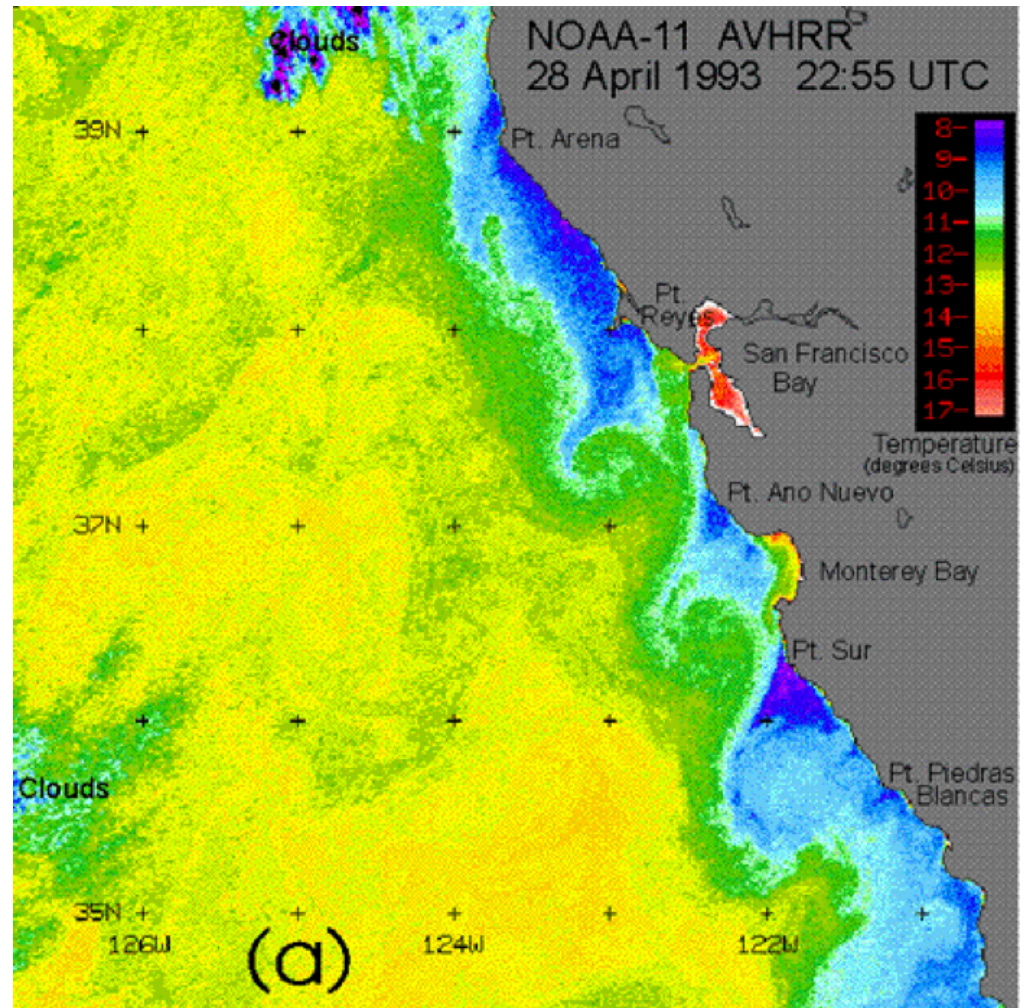 Clouds
NOAA-11 AVHRR
28 April 1993 22:55 UTC
39N
Pt. Arena
8-
9-
10-
11-
12-
13-
14-
15-
16-
17-
Temperature
(degrees Celsius)
Pt.
Reyes
San Francisco
Bay
Pt. Ano Nuevo
37N
Monterey Bay
Pt. Sur
Clouds
Pt. Piedras
Blancas
35N
126W
124W
122W
(a)